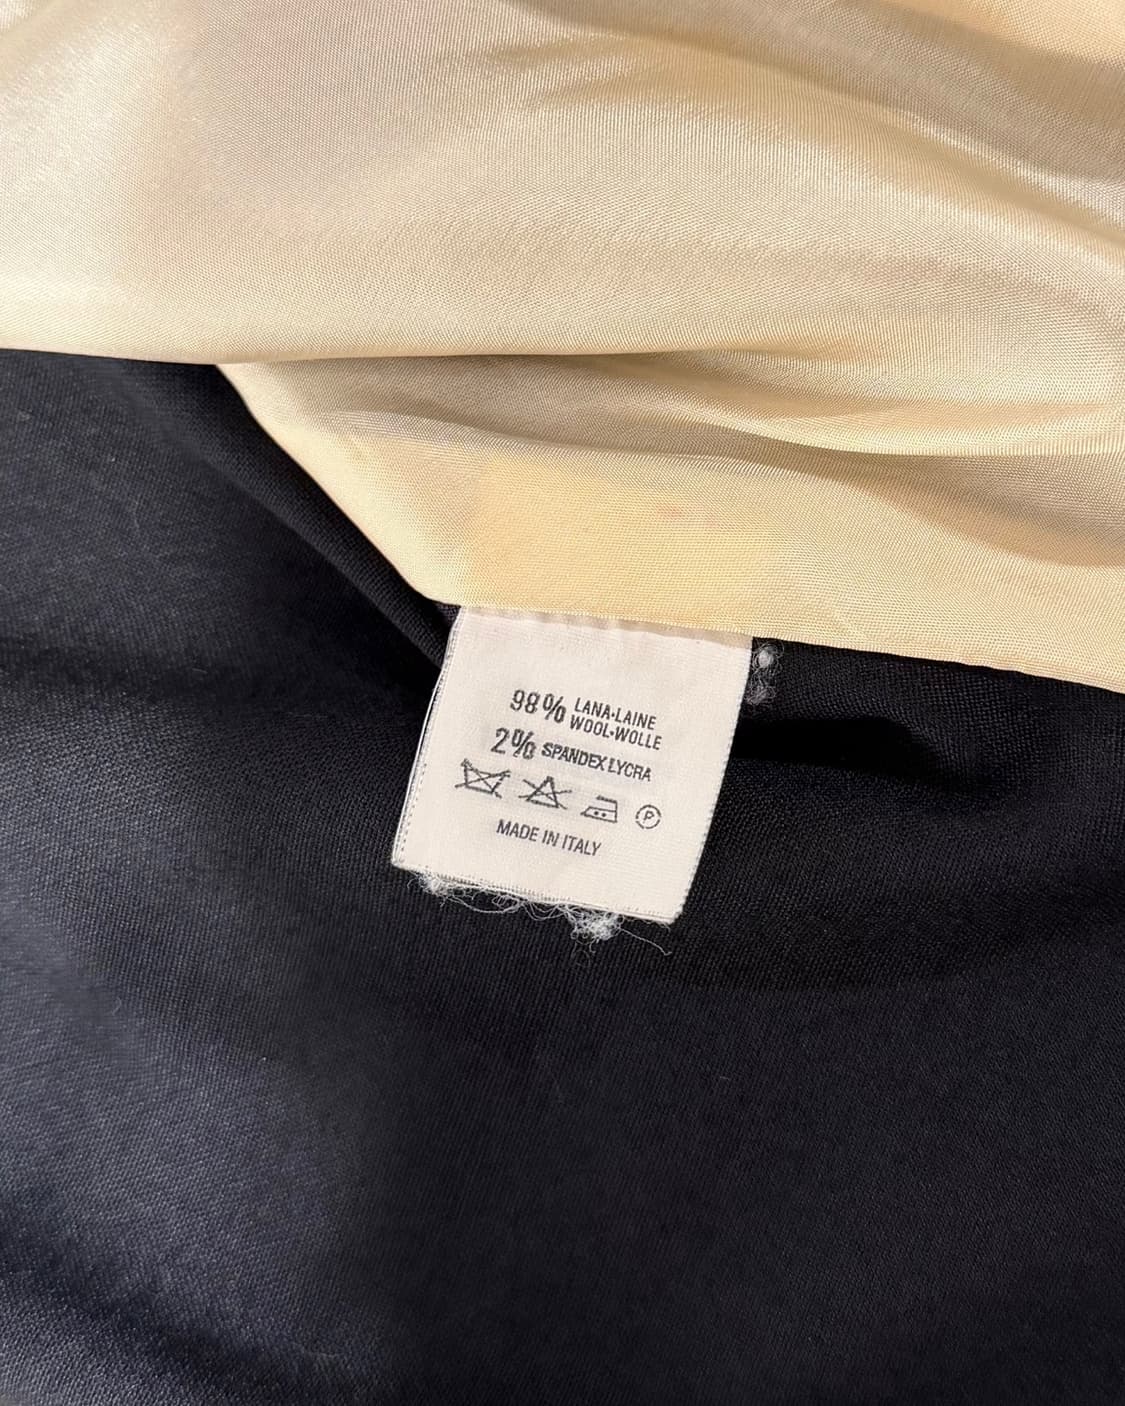 98% LANA·LAINE
WOOL·WOLLE
2% SPANDEX LYCRA
P
MADE IN ITALY